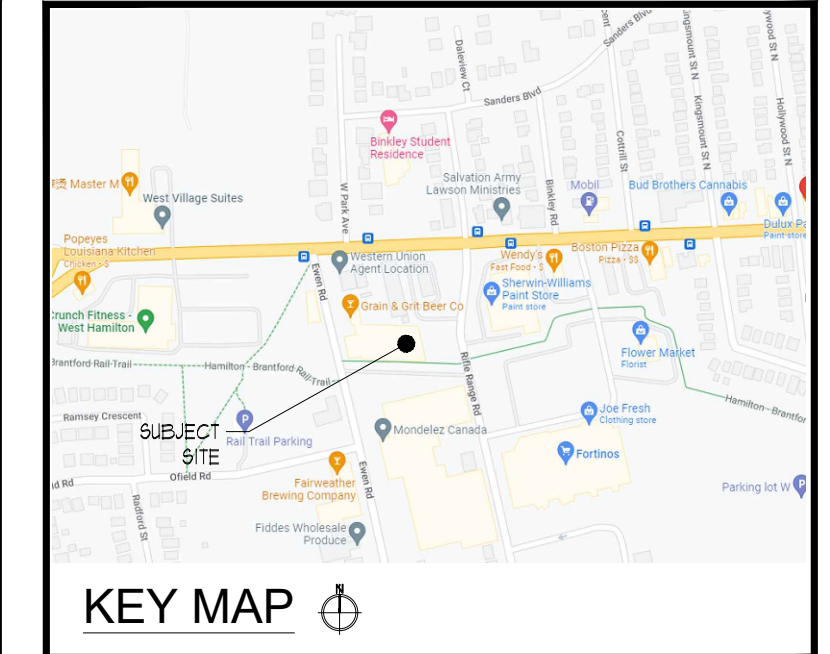 Sanders Blvd
Daleview Ct
Sanders Blvd
Kingsmount St N
Kingsmount St N
Hollywood St N
Cottrill St
Binkley Student
Residence
W Park Ave
Master M
West Village Suites
Salvation Army
Lawson Ministries
Binkley Rd
Mobil
Bud Brothers Cannabis
Paint store
Popeyes
Louisiana Kitchen
Chicken · $
Western Union
Agent Location
Wendy's
Fast Food · $
Boston Pizza
Pizza · $$
Ewen Rd
Grain & Grit Beer Co
Sherwin-Williams
Paint Store
Paint store
Crunch Fitness -
West Hamilton
Flower Market
Florist
Brantford Rail-Trail
Hamilton - Brantford Rail-Trail
Rifle Range Rd
Hamilton - Brantfor
Ramsey Crescent
P
Rail Trail Parking
SUBJECT
SITE
Mondelez Canada
Joe Fresh
Clothing store
Fortinos
Ofield Rd
Radford St
Fairweather
Brewing Company
Ewen Rd
Parking lot W
P
Fiddes Wholesale
Produce
KEY MAP
N